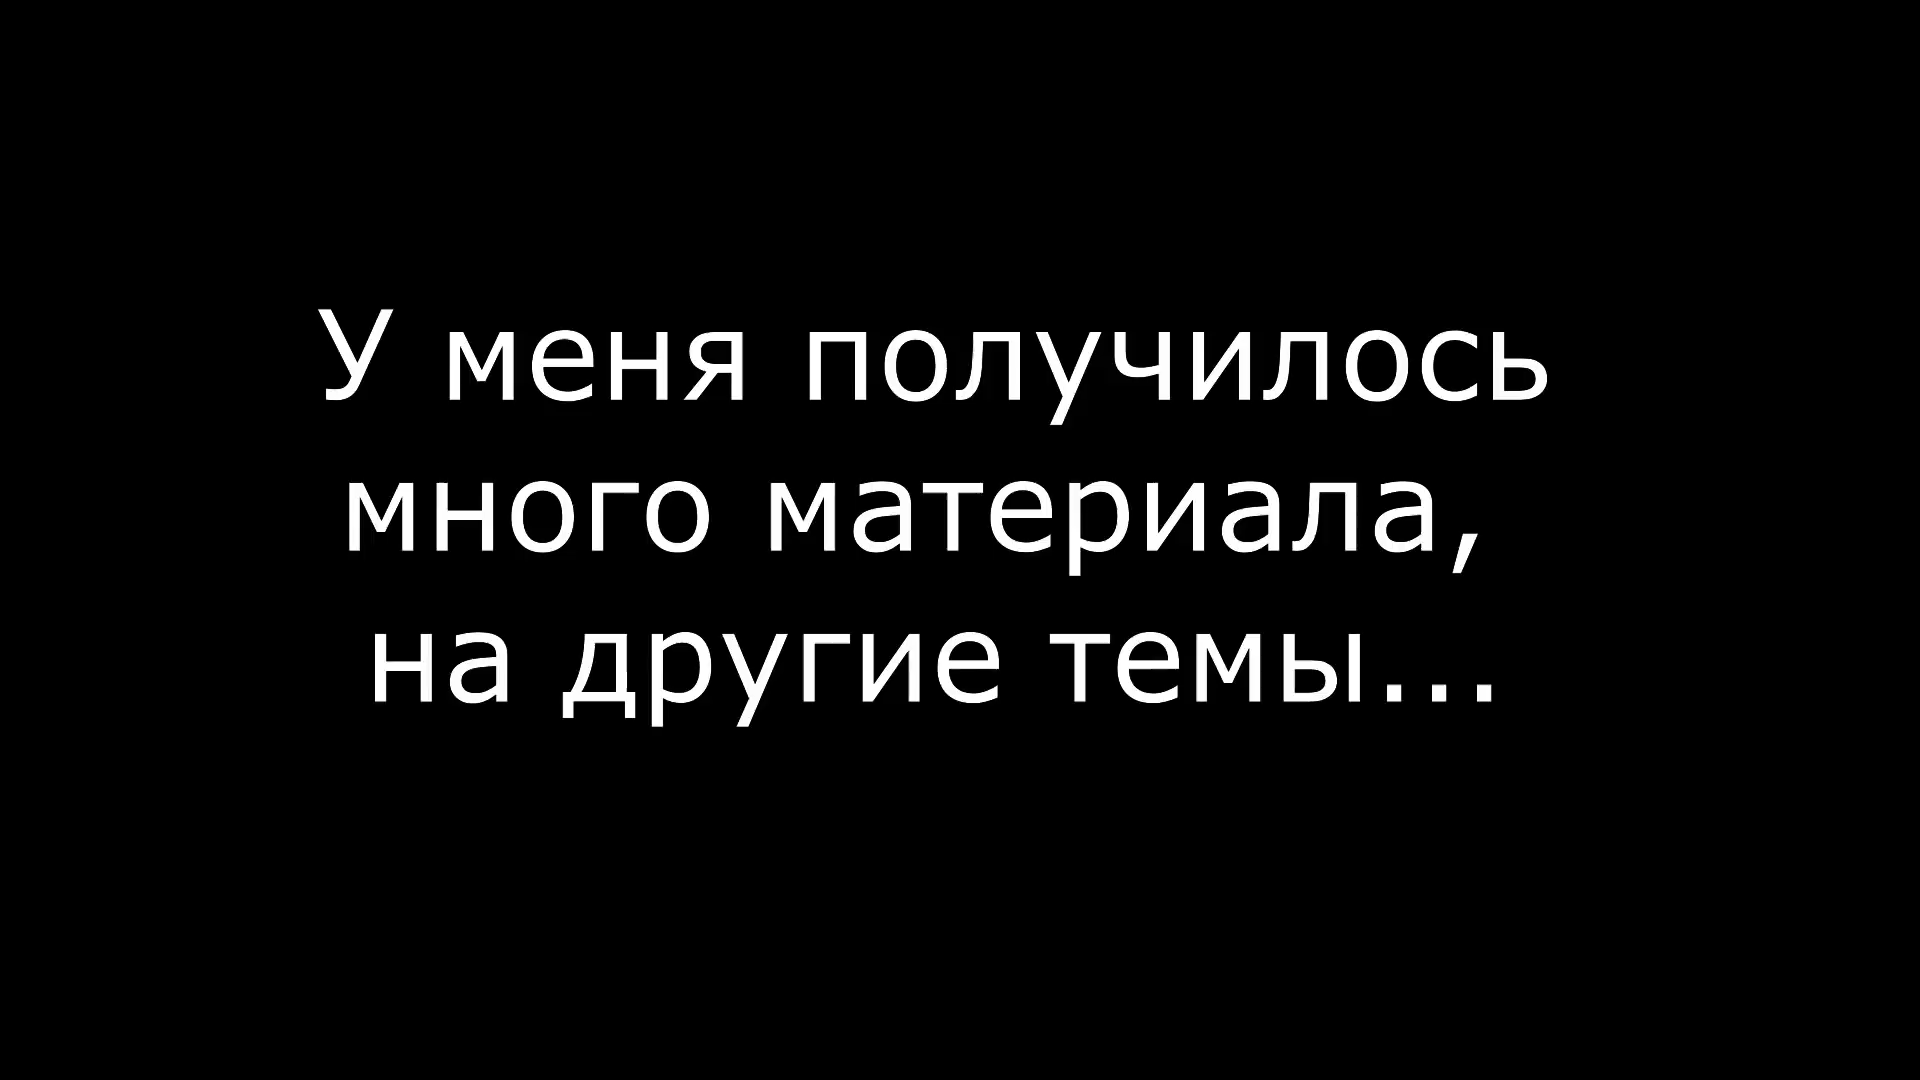 У меня получилось
много материала,
на другие темы...